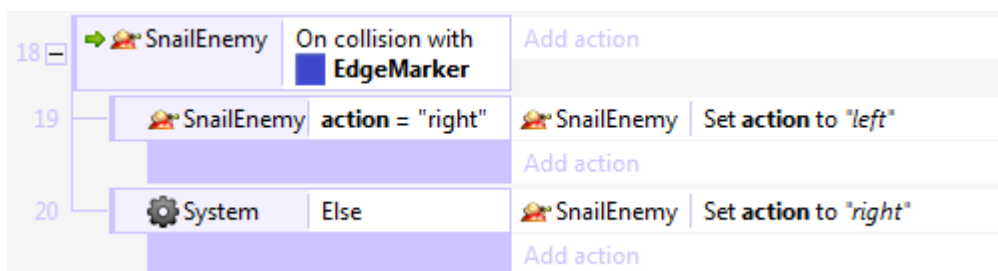 18 SnailEnemy On collision with Add action
EdgeMarker
19 SnailEnemy action = "right" SnailEnemy Set action to "left"
Add action
20 System Else SnailEnemy Set action to "right"
Add action